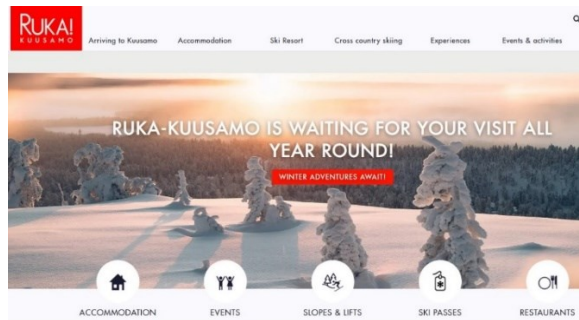 RUKA!
KUUSAMO
Arriving to Kuusamo Accommodation Ski Resort Cross country skiing Experiences Events & activities
RUKA-KUUSAMO IS WAITING FOR YOUR VISIT ALL
YEAR ROUND!
WINTER ADVENTURES AWAIT!
ACCOMMODATION EVENTS SLOPES & LIFTS SKI PASSES RESTAURANTS